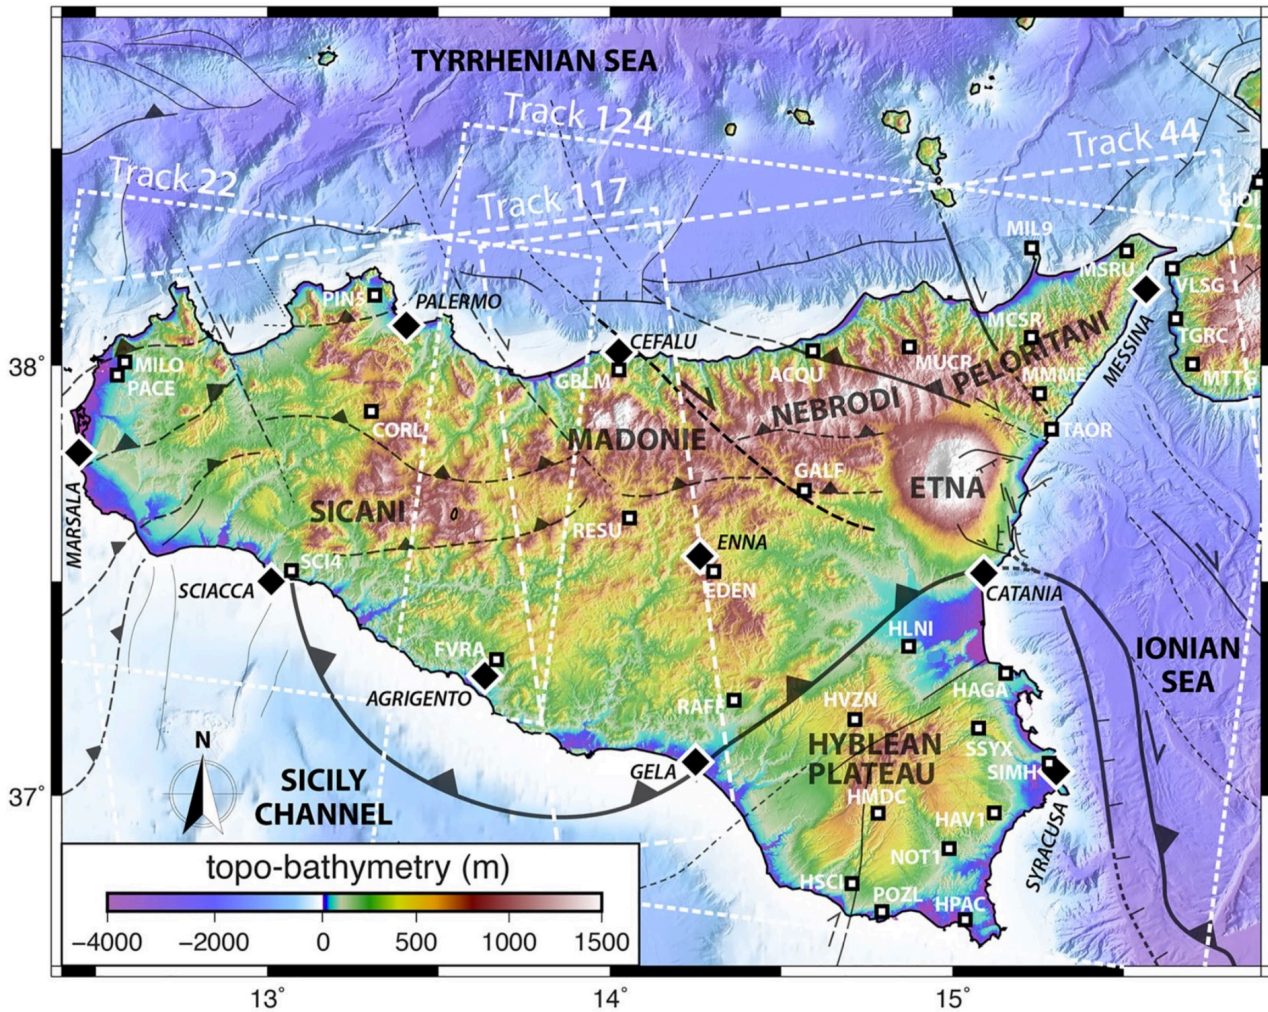 TYRRHENIAN SEA
Track 124
Track 44
Track 22
Track 117
GIOI
MIL9
MSRU
VLSG
PALERMO
MCSR
TGRC
MESSINA
38°
CEFALU
MILO
PACE
GBLM
ACQU
MUCR
PELORITANI
MMME
MTTG
NEBRODI
CORL
MADONIE
TAOR
GALF
ETNA
MARSALA
SICANI
RESU
ENNA
SCI4
SCIACCA
EDEN
CATANIA
HLNI
IONIAN
SEA
FVRA
AGRIGENTO
HAGA
RAFF
HVZN
HYBLEAN
PLATEAU
SSYX
SIMH
N
GELA
37°
SICILY
CHANNEL
HMDC
HAV1
SYRACUSA
NOT1
topo-bathymetry (m)
HSCI
POZL
HPAC
−4000 −2000 0 500 1000 1500
13° 14° 15°